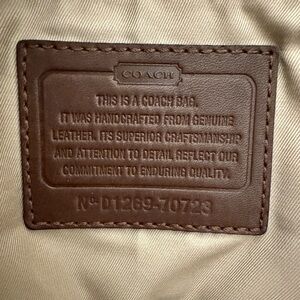 COACH
THIS IS A COACH BAG.
IT WAS HANDCRAFTED FROM GENUINE
LEATHER. ITS SUPERIOR CRAFTSMANSHIP
AND ATTENTION TO DETAIL REFLECT OUR
COMMITMENT TO ENDURING QUALITY.
Nº D1269-70723